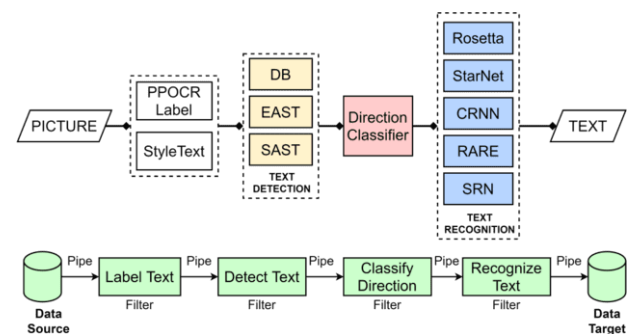 PICTURE
PPOCR
Label
StyleText
DB
EAST
SAST
TEXT
DETECTION
Direction
Classifier
Rosetta
StarNet
CRNN
RARE
SRN
TEXT
RECOGNITION
TEXT
Pipe
Pipe
Pipe
Pipe
Pipe
Label Text
Detect Text
Classify
Direction
Recognize
Text
Filter
Filter
Filter
Filter
Data
Source
Data
Target